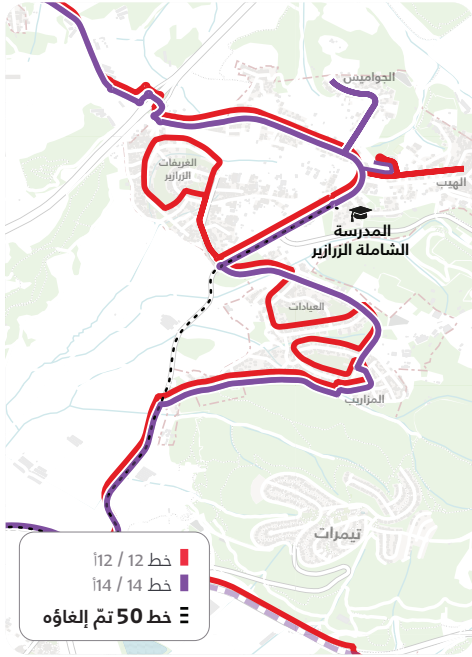 الجواميس
الهيب
الغريفات
الزرازير
المدرسة
الشاملة الزرازير
العيادات
المزاريب
تيمرات
خط 12 / 12أ
خط 14 / 14أ
خط 50 تمّ إلغاؤه